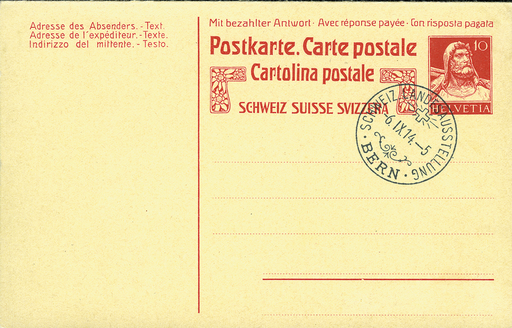 Adresse des Absenders.-Text.
Adresse de l'expéditeur.-Texte.
Indirizzo del mittente.-Testo.
Mit bezahlter Antwort · Avec réponse payée · Con risposta pagata
Postkarte. Carte postale
Cartolina postale
SCHWEIZ SUISSE SVIZZERA
10
HELVETIA
SCHWEIZ. LANDESAUSSTELLUNG
-6.IX.14.-5
· BERN ·